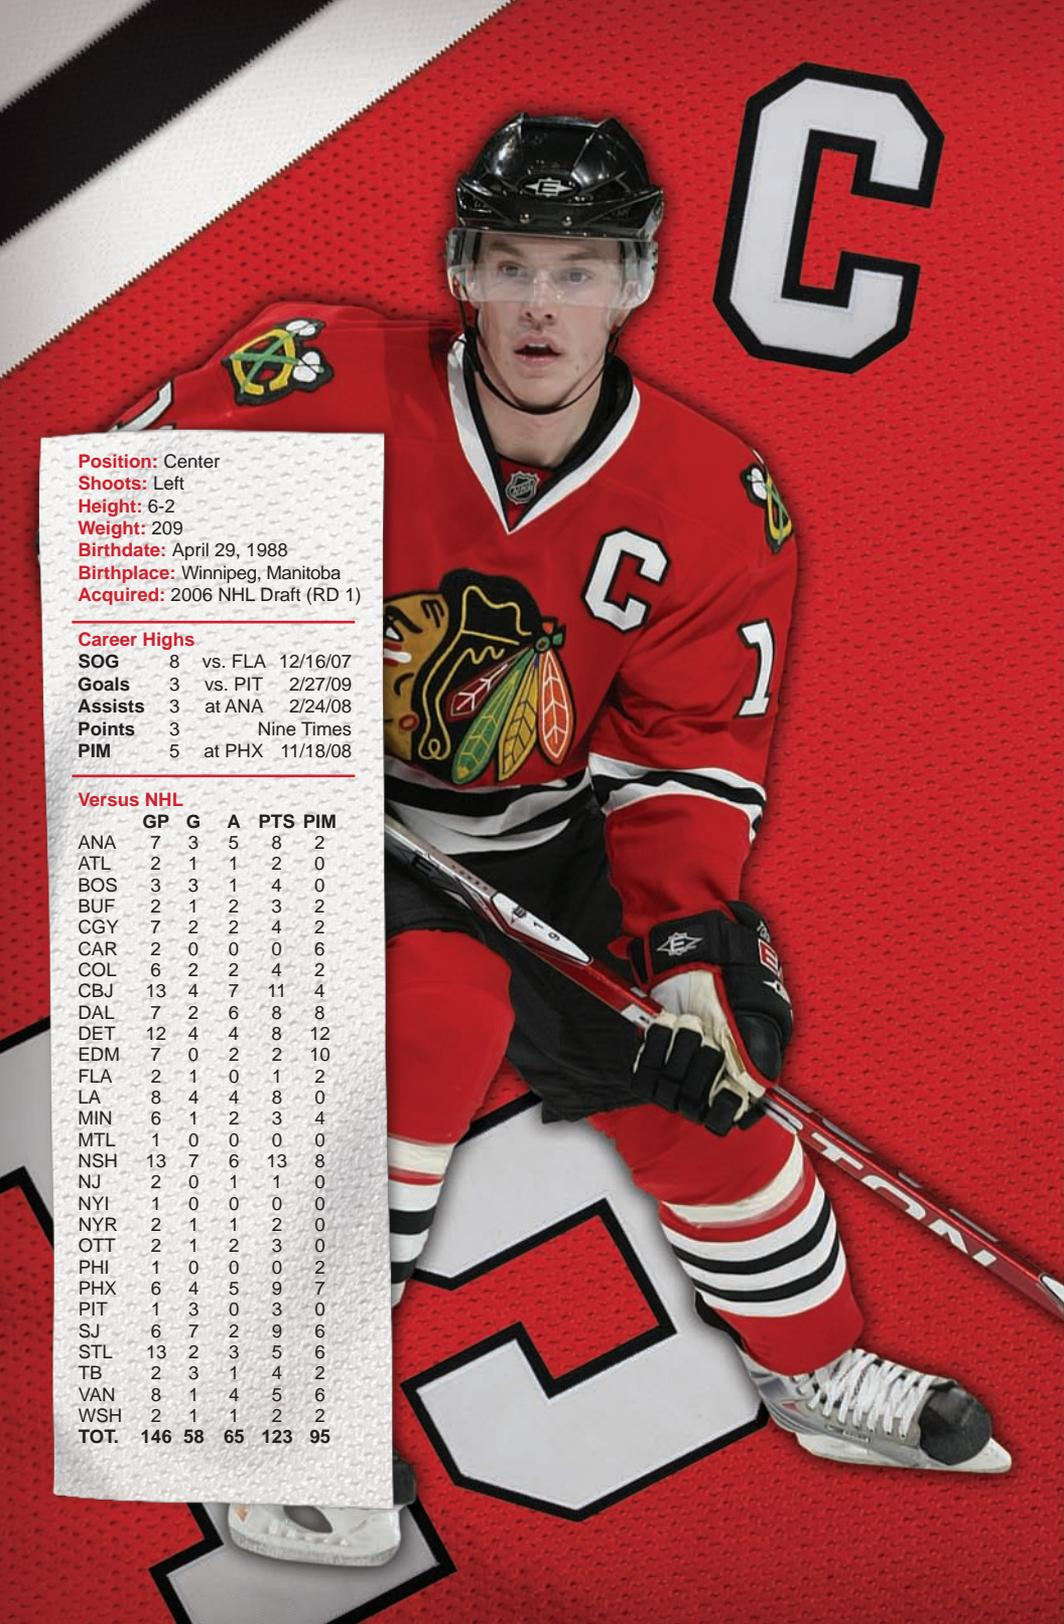 C
Position: Center
Shoots: Left
Height: 6-2
Weight: 209
Birthdate: April 29, 1988
Birthplace: Winnipeg, Manitoba
Acquired: 2006 NHL Draft (RD 1)
Career Highs
SOG 8 vs. FLA 12/16/07
Goals 3 vs. PIT 2/27/09
Assists 3 at ANA 2/24/08
Points 3 Nine Times
PIM 5 at PHX 11/18/08
Versus NHL
GP G A PTS PIM
ANA 7 3 5 8 2
ATL 2 1 1 2 0
BOS 3 3 1 4 0
BUF 2 1 2 3 2
CGY 7 2 2 4 2
CAR 2 0 0 0 6
COL 6 2 2 4 2
CBJ 13 4 7 11 4
DAL 7 2 6 8 8
DET 12 4 4 8 12
EDM 7 0 2 2 10
FLA 2 1 0 1 2
LA 8 4 4 8 0
MIN 6 1 2 3 4
MTL 1 0 0 0 0
NSH 13 7 6 13 8
NJ 2 0 1 1 0
NYI 1 0 0 0 0
NYR 2 1 1 2 0
OTT 2 1 2 3 0
PHI 1 0 0 0 2
PHX 6 4 5 9 7
PIT 1 3 0 3 0
SJ 6 7 2 9 6
STL 13 2 3 5 6
TB 2 3 1 4 2
VAN 8 1 4 5 6
WSH 2 1 1 2 2
TOT. 146 58 65 123 95
E
NHL
C
1
19
E
STON
19